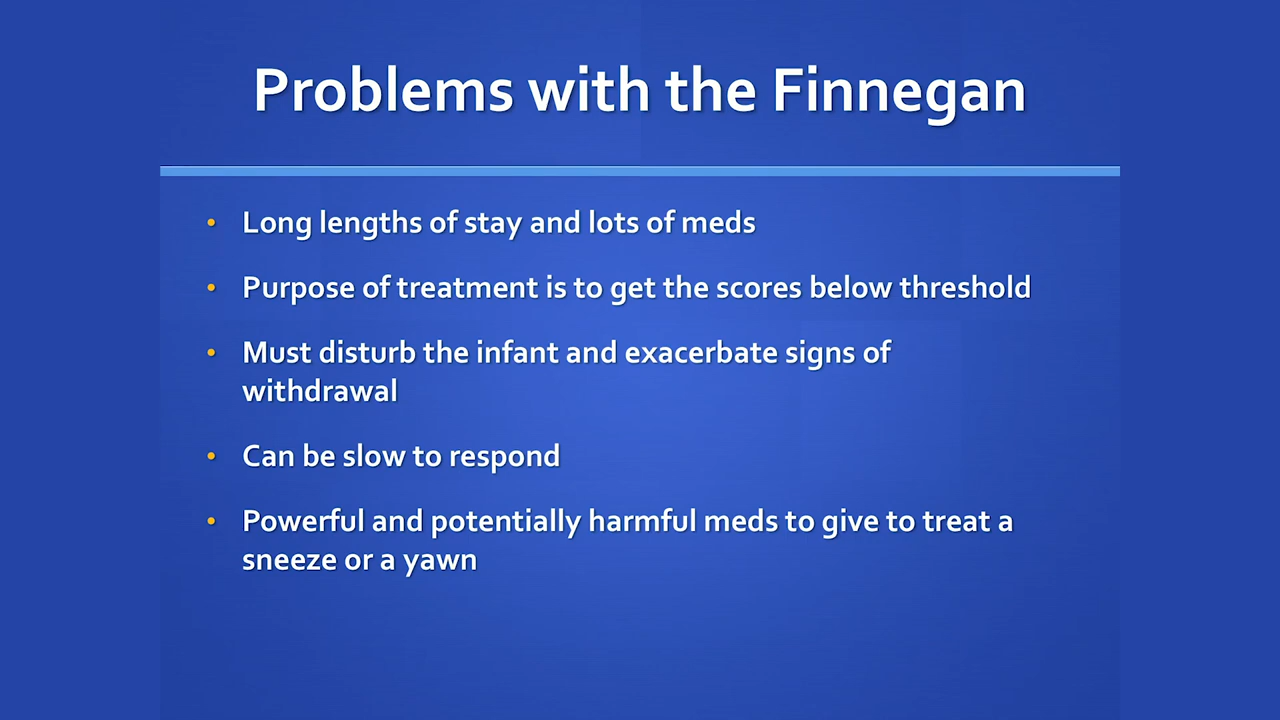 Problems with the Finnegan
• Long lengths of stay and lots of meds
• Purpose of treatment is to get the scores below threshold
• Must disturb the infant and exacerbate signs of
withdrawal
• Can be slow to respond
• Powerful and potentially harmful meds to give to treat a
sneeze or a yawn